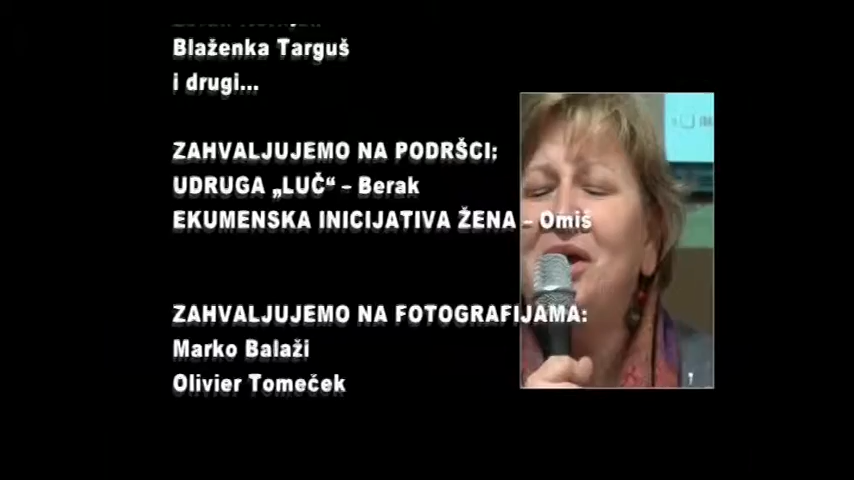 Blaženka Targuš
i drugi...
ZAHVALJUJEMO NA PODRŠCI:
UDRUGA „LUČ“ – Berak
EKUMENSKA INICIJATIVA ŽENA – Omiš
ZAHVALJUJEMO NA FOTOGRAFIJAMA:
Marko Balaži
Olivier Tomeček